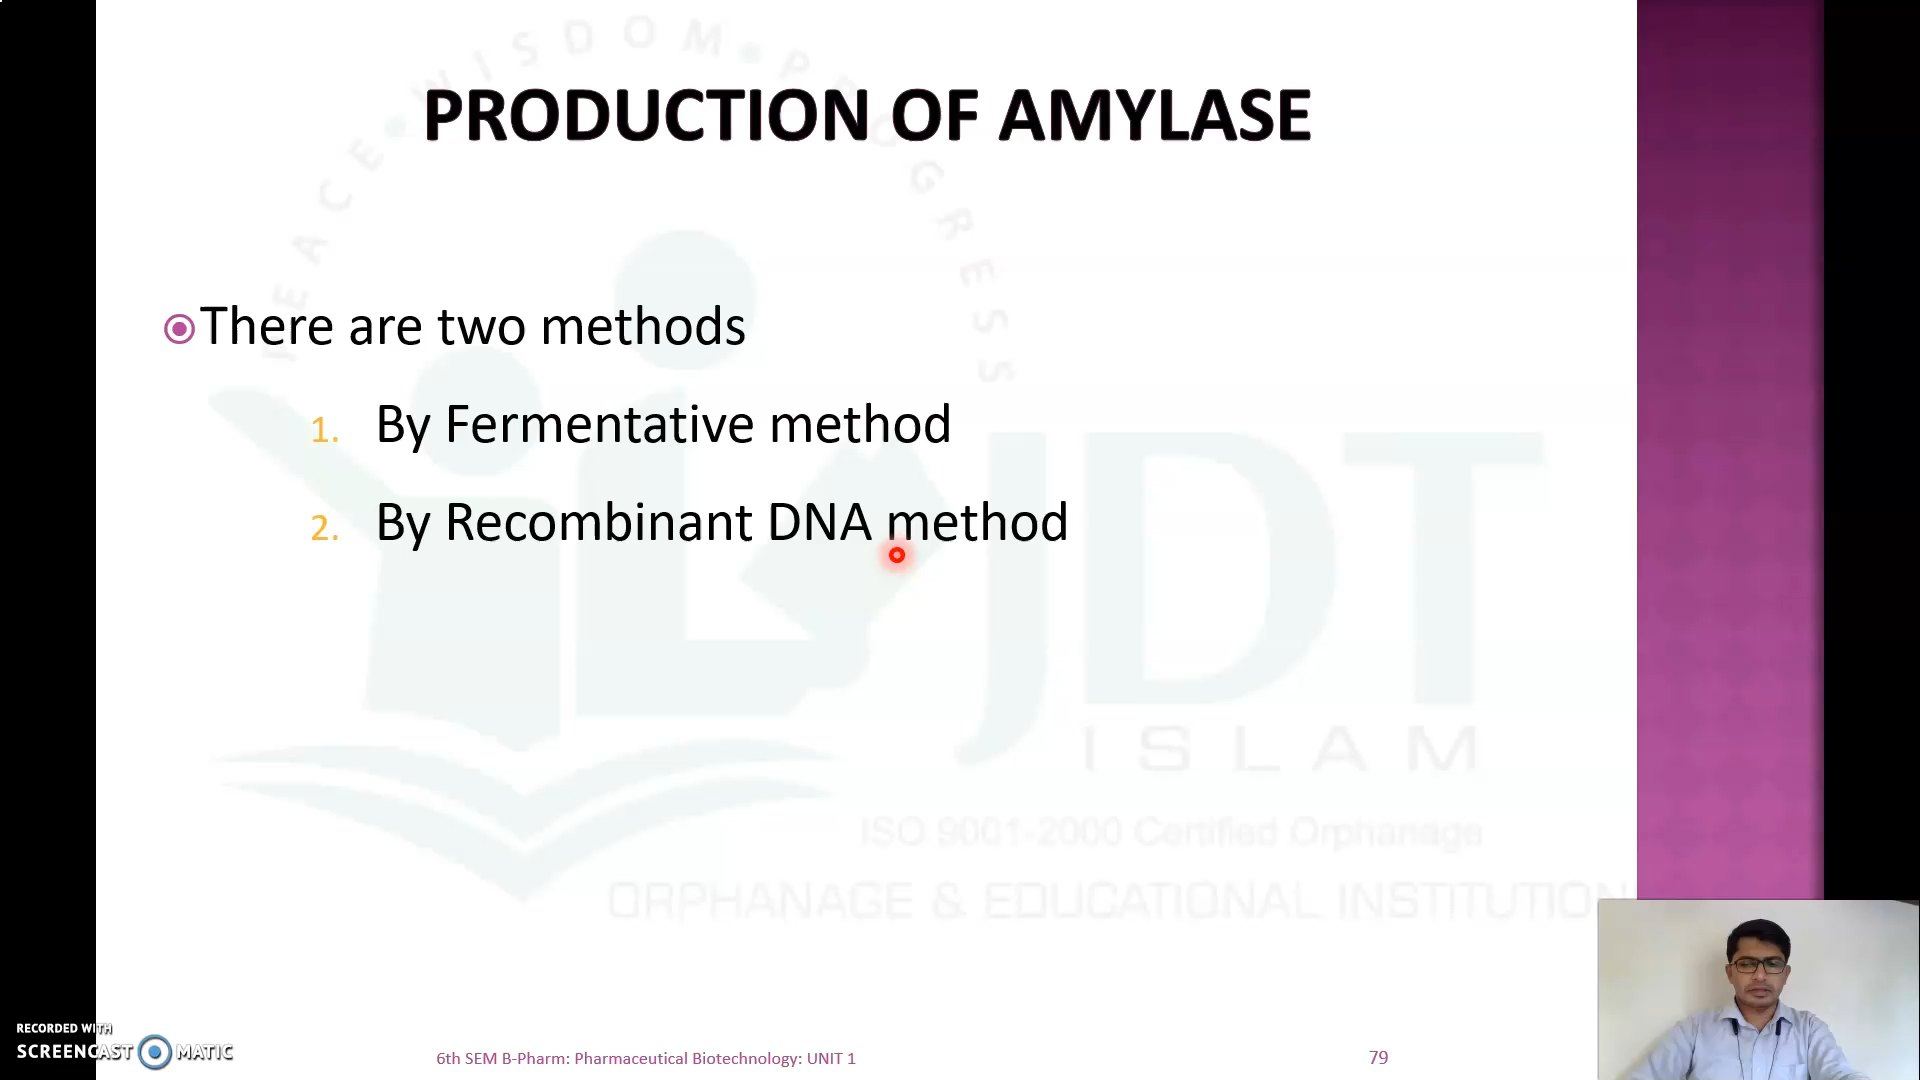 PEACE • WISDOM • PROGRESS
PRODUCTION OF AMYLASE
There are two methods
1. By Fermentative method
2. By Recombinant DNA method
JDT
ISLAM
ISO 9001-2000 Certified Orphanage
ORPHANAGE & EDUCATIONAL INSTITUTION
RECORDED WITH
SCREENCAST MATIC
6th SEM B-Pharm: Pharmaceutical Biotechnology: UNIT 1
79